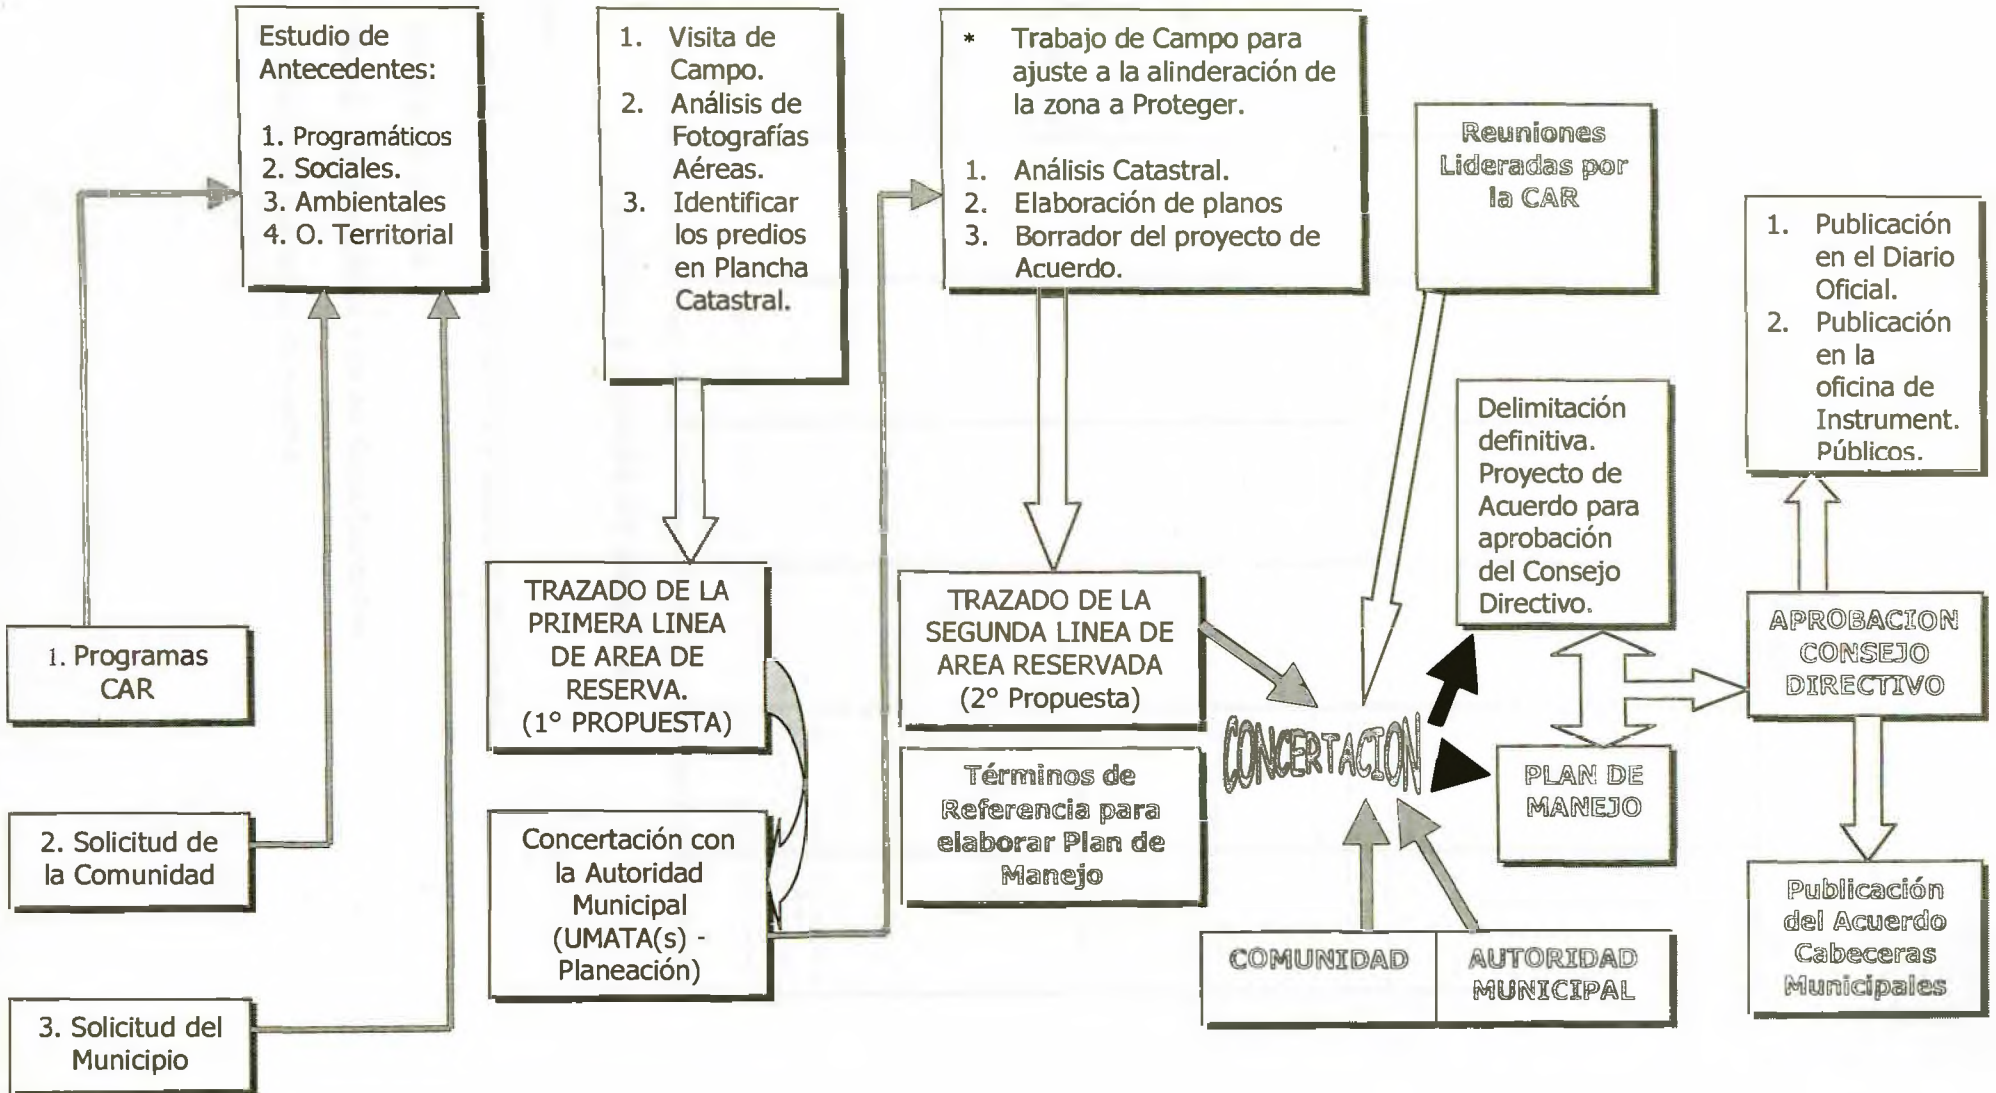 Estudio de
Antecedentes:
1. Programáticos
2. Sociales.
3. Ambientales
4. O. Territorial
1. Visita de
Campo.
2. Análisis de
Fotografías
Aéreas.
3. Identificar
los predios
en Plancha
Catastral.
* Trabajo de Campo para
ajuste a la alinderación de
la zona a Proteger.
1. Análisis Catastral.
2. Elaboración de planos
3. Borrador del proyecto de
Acuerdo.
Reuniones
Lideradas por
la CAR
1. Publicación
en el Diario
Oficial.
2. Publicación
en la
oficina de
Instrument.
Públicos.
Delimitación
definitiva.
Proyecto de
Acuerdo para
aprobación
del Consejo
Directivo.
1. Programas
CAR
TRAZADO DE LA
PRIMERA LINEA
DE AREA DE
RESERVA.
(1° PROPUESTA)
TRAZADO DE LA
SEGUNDA LINEA DE
AREA RESERVADA
(2° Propuesta)
CONCERTACION
APROBACION
CONSEJO
DIRECTIVO
2. Solicitud de
la Comunidad
Concertación con
la Autoridad
Municipal
(UMATA(s) -
Planeación)
Términos de
Referencia para
elaborar Plan de
Manejo
PLAN DE
MANEJO
3. Solicitud del
Municipio
COMUNIDAD
AUTORIDAD
MUNICIPAL
Publicación
del Acuerdo
Cabeceras
Municipales